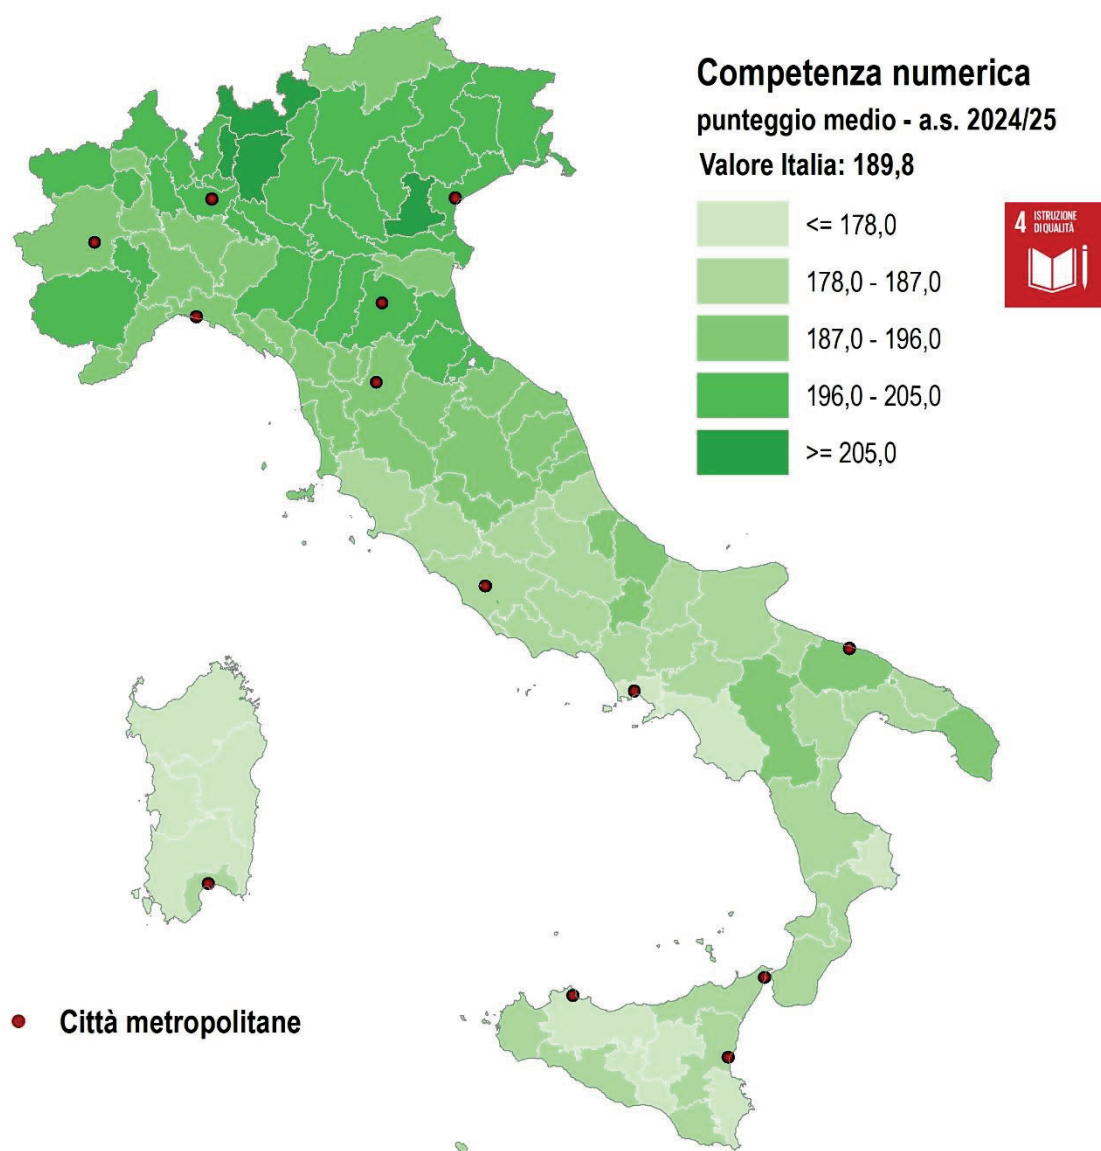 Competenza numerica
punteggio medio - a.s. 2024/25
Valore Italia: 189,8
<= 178,0
178,0 - 187,0
187,0 - 196,0
196,0 - 205,0
>= 205,0
4 ISTRUZIONE
DI QUALITÀ
Città metropolitane